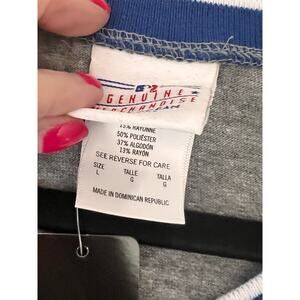 GENUINE
MERCHANDISE
13% RAYONNE
50% POLIÉSTER
37% ALGODÓN
13% RAYÓN
SEE REVERSE FOR CARE
SIZE TAILLE TALLA
L G G
MADE IN DOMINICAN REPUBLIC